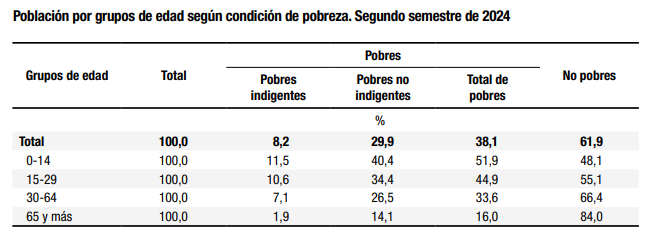 Población por grupos de edad según condición de pobreza. Segundo semestre de 2024
Pobres
Grupos de edad Total Pobres indigentes Pobres no indigentes Total de pobres No pobres
%
Total 100,0 8,2 29,9 38,1 61,9
0-14 100,0 11,5 40,4 51,9 48,1
15-29 100,0 10,6 34,4 44,9 55,1
30-64 100,0 7,1 26,5 33,6 66,4
65 y más 100,0 1,9 14,1 16,0 84,0